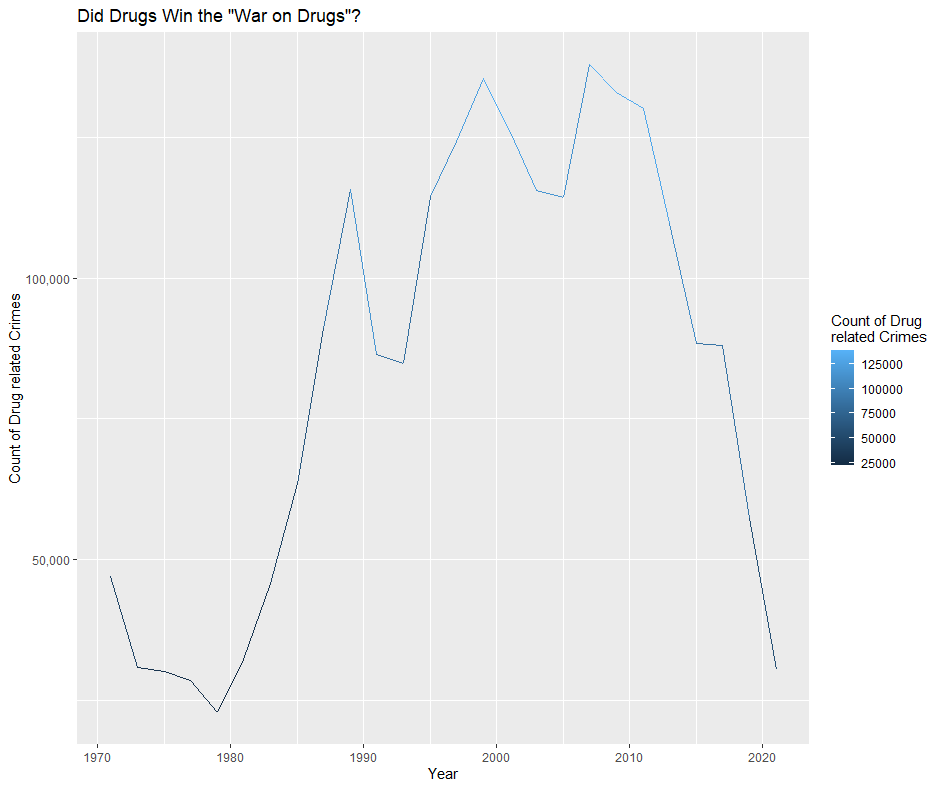 Did Drugs Win the "War on Drugs"?
Count of Drug related Crimes
100,000
50,000
1970
1980
1990
2000
2010
2020
Year
Count of Drug
related Crimes
125000
100000
75000
50000
25000